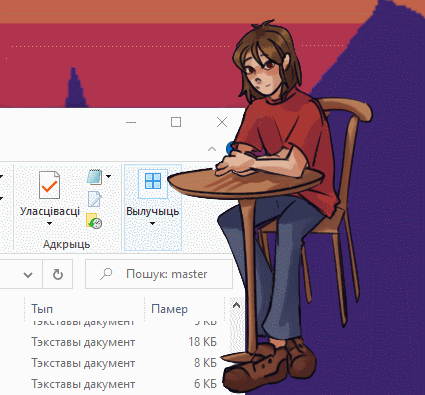 Уласцівасці
Вылучыць
Адкрыць
Пошук: master
Тып Памер
Тэкставы дакумент 5 КБ
Тэкставы дакумент 18 КБ
Тэкставы дакумент 8 КБ
Тэкставы дакумент 6 КБ